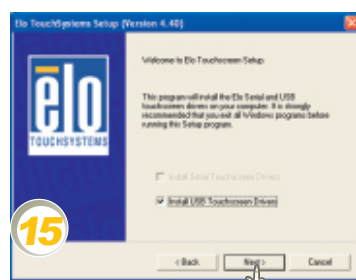 Elo TouchSystems Setup (Version 4.40)
elo
TOUCHSYSTEMS
Welcome to Elo Touchscreen Setup.
This program will install the Elo Serial and USB
touchscreen drivers on your computer. It is strongly
recommended that you exit all Windows programs before
running this Setup program.
Install Serial Touchscreen Drivers
Install USB Touchscreen Drivers
15
< Back
Next >
Cancel